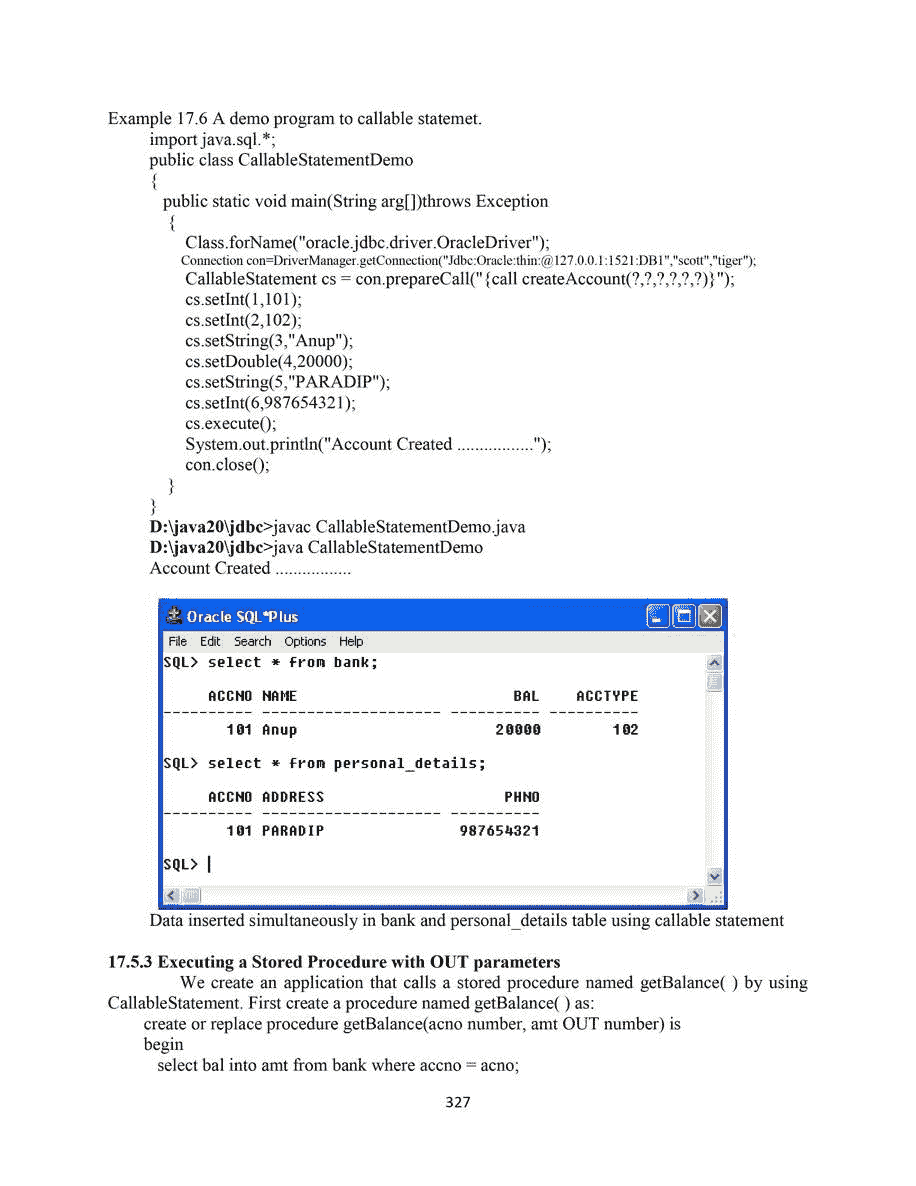 Example 17.6 A demo program to callable statemet.
import java.sql.*;
public class CallableStatementDemo
{
public static void main(String arg[])throws Exception
{
Class.forName("oracle.jdbc.driver.OracleDriver");
Connection con=DriverManager.getConnection("Jdbc:Oracle:thin:@127.0.0.1:1521:DB1","scott","tiger");
CallableStatement cs = con.prepareCall("{call createAccount(?,?,?,?,?,?)}");
cs.setInt(1,101);
cs.setInt(2,102);
cs.setString(3,"Anup");
cs.setDouble(4,20000);
cs.setString(5,"PARADIP");
cs.setInt(6,987654321);
cs.execute();
System.out.println("Account Created .................");
con.close();
}
}
D:\java20\jdbc>javac CallableStatementDemo.java
D:\java20\jdbc>java CallableStatementDemo
Account Created .................
Oracle SQL*Plus
File Edit Search Options Help
SQL> select * from bank;
ACCNO NAME BAL ACCTYPE
---------- -------------------- ---------- ----------
101 Anup 20000 102
SQL> select * from personal_details;
ACCNO ADDRESS PHNO
---------- -------------------- ----------
101 PARADIP 987654321
SQL>
Data inserted simultaneously in bank and personal_details table using callable statement
17.5.3 Executing a Stored Procedure with OUT parameters
We create an application that calls a stored procedure named getBalance( ) by using
CallableStatement. First create a procedure named getBalance( ) as:
create or replace procedure getBalance(acno number, amt OUT number) is
begin
select bal into amt from bank where accno = acno;
327